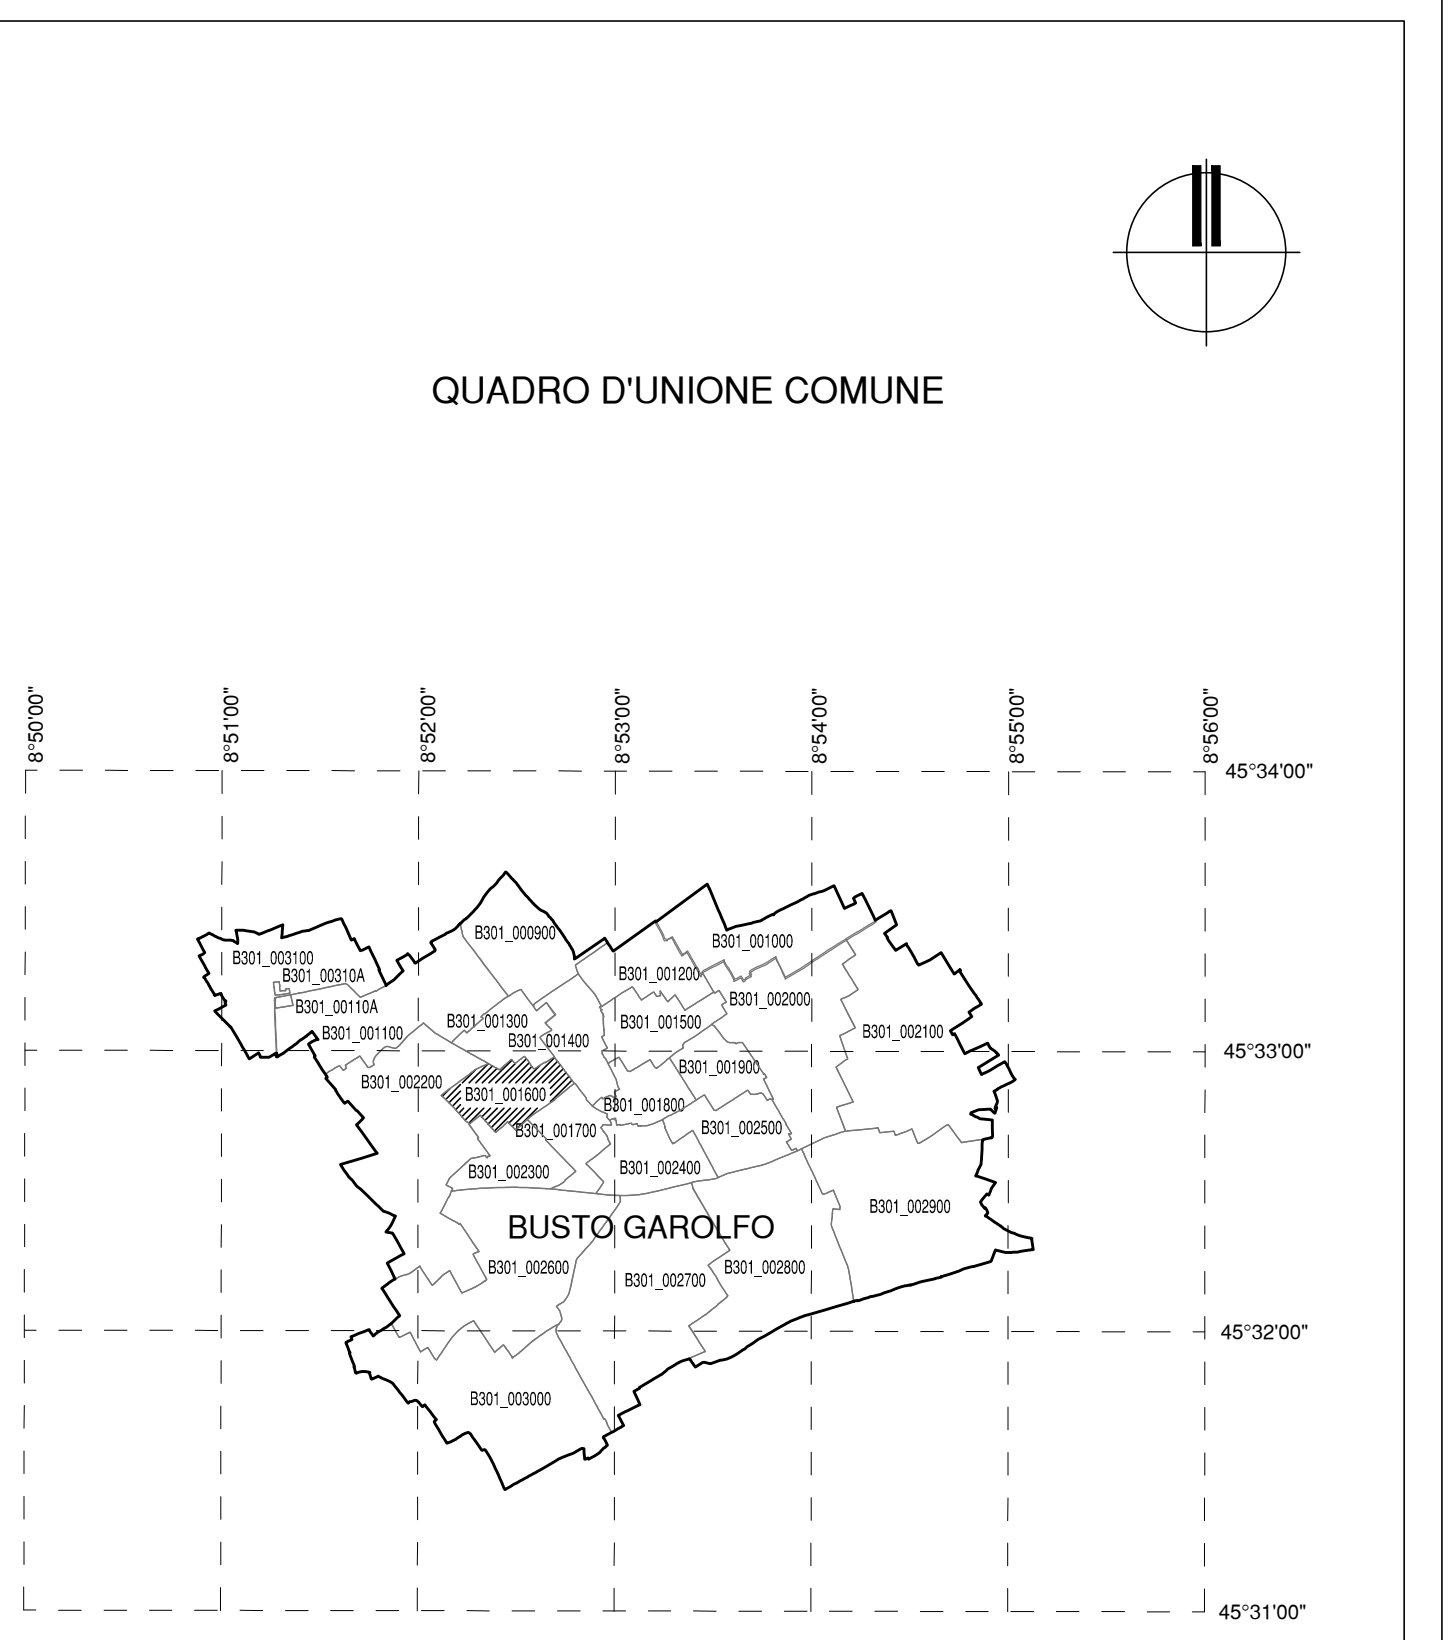 QUADRO D'UNIONE COMUNE
8°50'00"
8°51'00"
8°52'00"
8°53'00"
8°54'00"
8°55'00"
8°56'00"
45°34'00"
B301_000900
B301_001000
B301_003100
B301_00310A
B301_001200
B301_002000
B301_00110A
B301_001300
B301_001500
B301_001100
B301_001400
B301_002100
45°33'00"
B301_001900
B301_002200
B301_001600
B301_001800
B301_001700
B301_002500
B301_002300
B301_002400
B301_002900
BUSTO GAROLFO
B301_002600
B301_002700
B301_002800
45°32'00"
B301_003000
45°31'00"